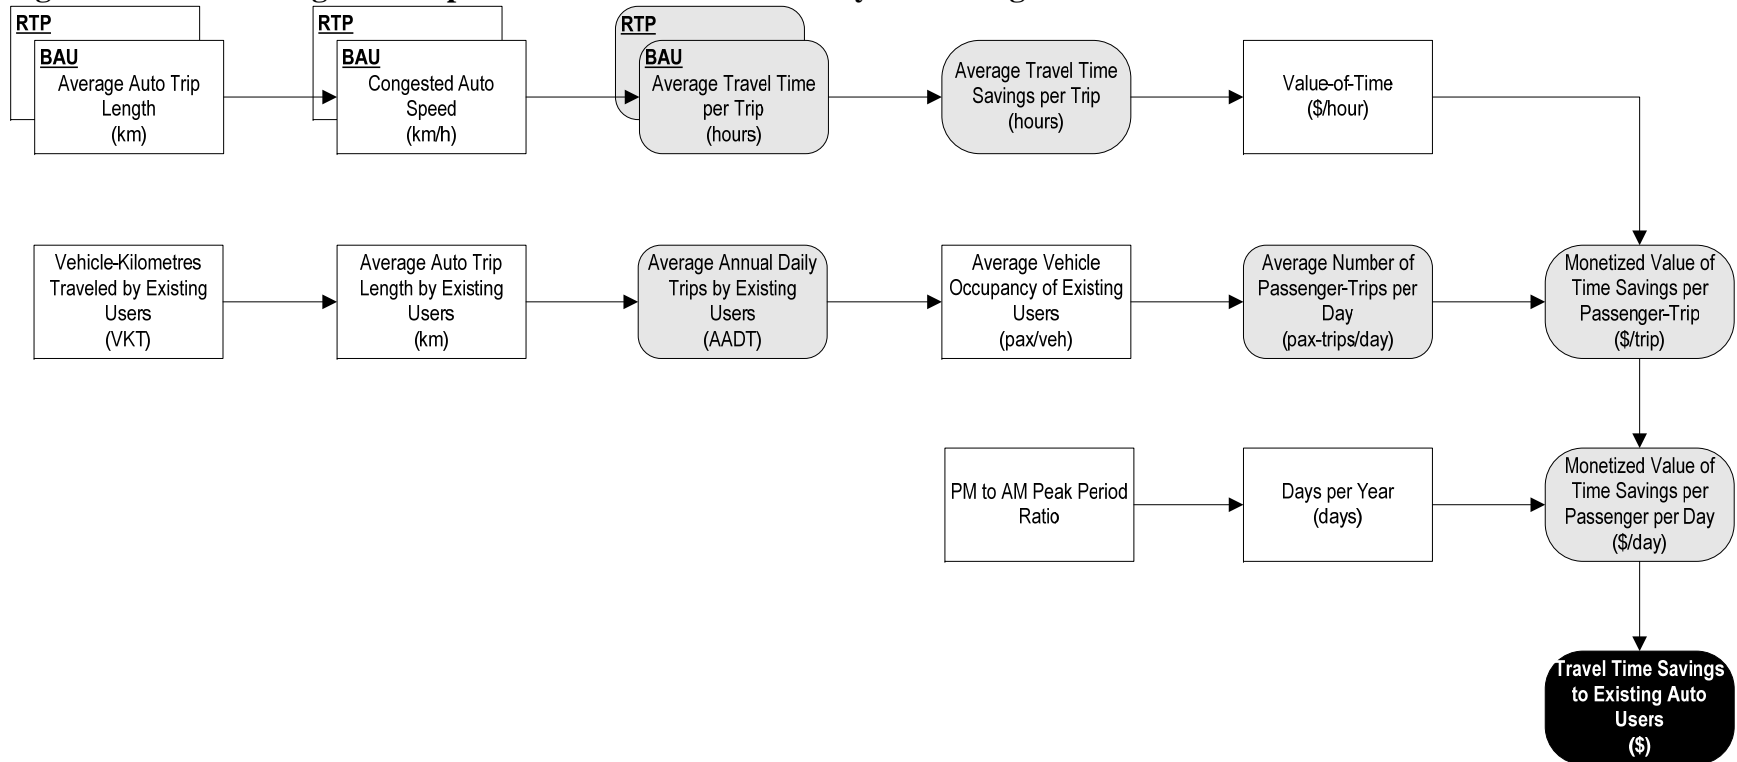 RTP
BAU
Average Auto Trip
Length
(km)
RTP
BAU
Congested Auto
Speed
(km/h)
RTP
BAU
Average Travel Time
per Trip
(hours)
Average Travel Time
Savings per Trip
(hours)
Value-of-Time
($/hour)
Vehicle-Kilometres
Traveled by Existing
Users
(VKT)
Average Auto Trip
Length by Existing
Users
(km)
Average Annual Daily
Trips by Existing
Users
(AADT)
Average Vehicle
Occupancy of Existing
Users
(pax/veh)
Average Number of
Passenger-Trips per
Day
(pax-trips/day)
Monetized Value of
Time Savings per
Passenger-Trip
($/trip)
PM to AM Peak Period
Ratio
Days per Year
(days)
Monetized Value of
Time Savings per
Passenger per Day
($/day)
Travel Time Savings
to Existing Auto
Users
($)